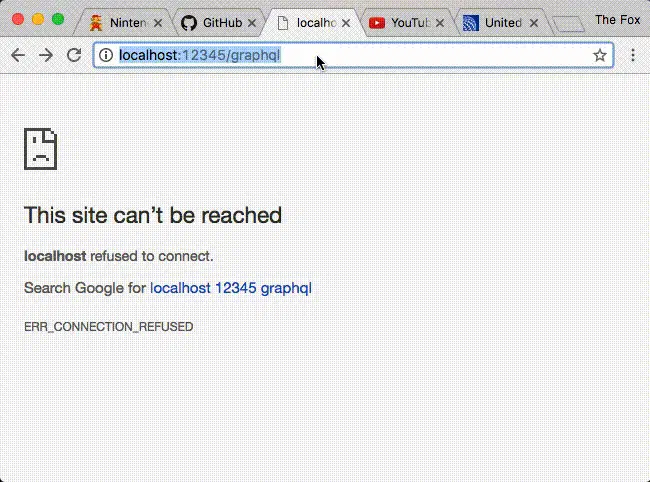 Ninten
GitHub
localho
YouTub
United
The Fox
localhost:12345/graphql
This site can’t be reached
localhost refused to connect.
Search Google for localhost 12345 graphql
ERR_CONNECTION_REFUSED